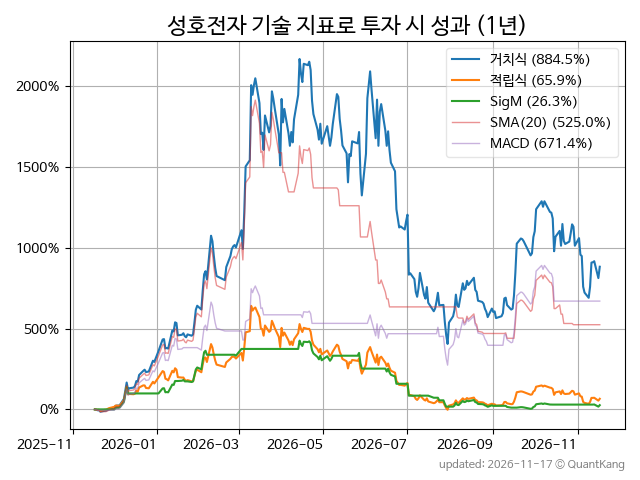 성호전자 기술 지표로 투자 시 성과 (1년)
거치식 (884.5%)
적립식 (65.9%)
SigM (26.3%)
SMA(20) (525.0%)
MACD (671.4%)
2000%
1500%
1000%
500%
0%
2025-11 2026-01 2026-03 2026-05 2026-07 2026-09 2026-11
updated: 2026-11-17 © QuantKang